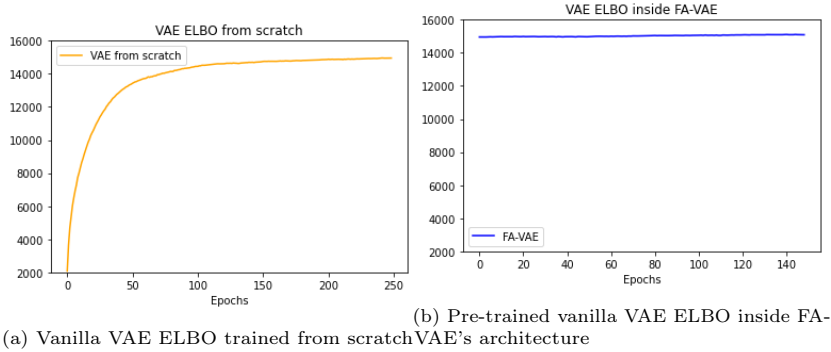 VAE ELBO from scratch
VAE from scratch
16000
14000
12000
10000
8000
6000
4000
2000
0 50 100 150 200 250
Epochs
(a) Vanilla VAE ELBO trained from scratch
VAE ELBO inside FA-VAE
16000
14000
12000
10000
8000
6000
4000
2000
FA-VAE
0 20 40 60 80 100 120 140
Epochs
(b) Pre-trained vanilla VAE ELBO inside FA-
VAE's architecture